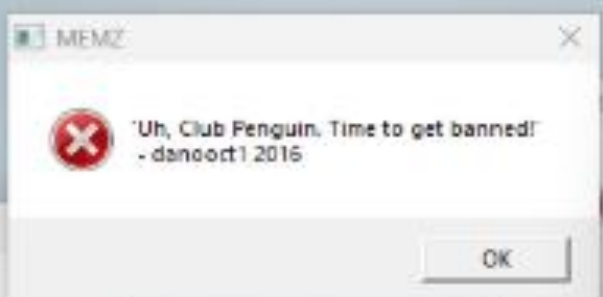 MEMZ
"Uh, Club Penguin. Time to get banned!"
- danooct1 2016
OK